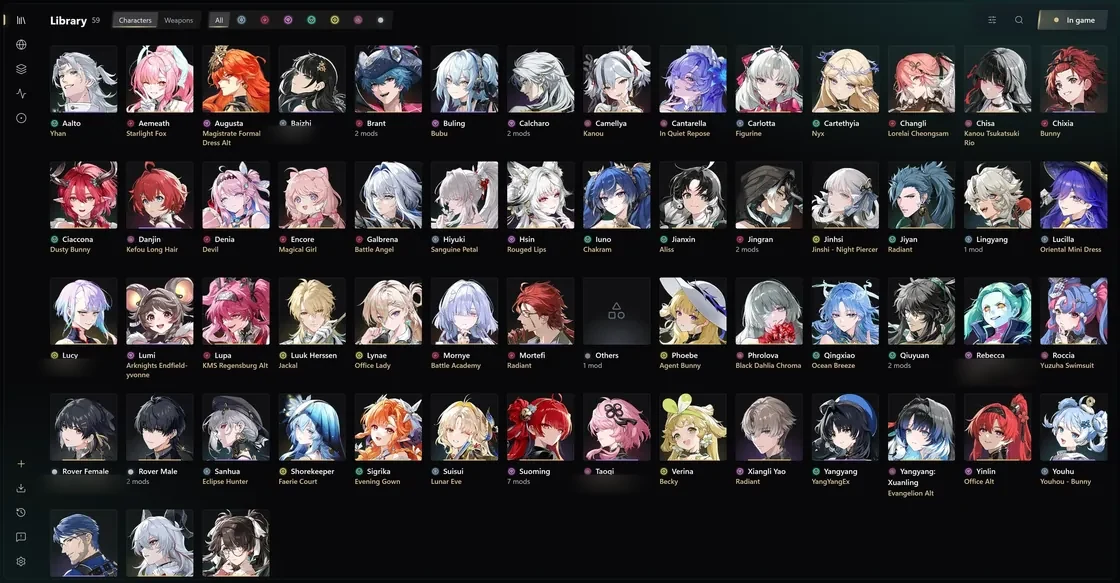 Library 59
Characters Weapons All
In game
Aalto
Yhan
Aemeath
Starlight Fox
Augusta
Magistrate Formal
Dress Alt
Baizhi
Brant
2 mods
Buling
Bubu
Calcharo
2 mods
Camellya
Kanou
Cantarella
In Quiet Repose
Carlotta
Figurine
Cartethyia
Nyx
Changli
Lorelai Cheongsam
Chisa
Kanou Tsukatsuki
Rio
Chixia
Bunny
Ciaccona
Dusty Bunny
Danjin
Kefou Long Hair
Denia
Devil
Encore
Magical Girl
Galbrena
Battle Angel
Hiyuki
Sanguine Petal
Hsin
Rouged Lips
Iuno
Chakram
Jianxin
Aliss
Jingran
2 mods
Jinhsi
Jinshi - Night Piercer
Jiyan
Radiant
Lingyang
1 mod
Lucilla
Oriental Mini Dress
Lucy
Lumi
Arknights Endfield-
yvonne
Lupa
KMS Regensburg Alt
Luuk Herssen
Jackal
Lynae
Office Lady
Mornye
Battle Academy
Mortefi
Radiant
Others
1 mod
Phoebe
Agent Bunny
Phrolova
Black Dahlia Chroma
Qingxiao
Ocean Breeze
Qiuyuan
2 mods
Rebecca
Roccia
Yuzuha Swimsuit
Rover Female
Rover Male
2 mods
Sanhua
Eclipse Hunter
Shorekeeper
Faerie Court
Sigrika
Evening Gown
Suisui
Lunar Eve
Suoming
7 mods
Taoqi
Verina
Becky
Xiangli Yao
Radiant
Yangyang
YangYangEx
Yangyang:
Xuanling
Evangelion Alt
Yinlin
Office Alt
Youhu
Youhou - Bunny